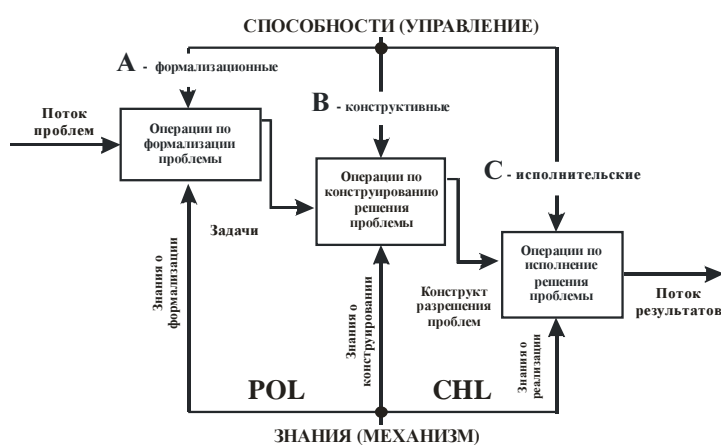 СПОСОБНОСТИ (УПРАВЛЕНИЕ)
A - формализационные
B - конструктивные
C - исполнительские
Поток
проблем
Операции по
формализации
проблемы
Задачи
Операции по
конструированию
решения
проблемы
Конструкт
разрешения
проблем
Операции по
исполнение
решения
проблемы
Поток
результатов
Знания о
формализации
Знания о
конструировании
Знания о
реализации
POL
CHL
ЗНАНИЯ (МЕХАНИЗМ)